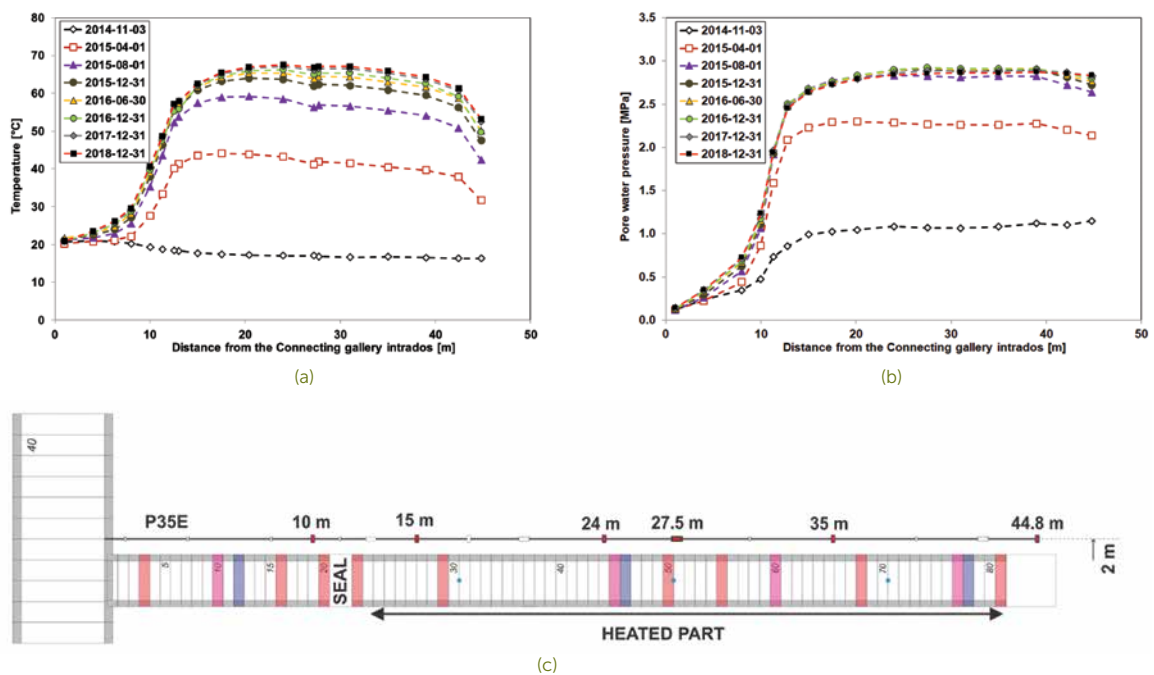 80
70
60
50
40
30
20
10
0
Temperature [°C]
2014-11-03
2015-04-01
2015-08-01
2015-12-31
2016-06-30
2016-12-31
2017-12-31
2018-12-31
0 10 20 30 40 50
Distance from the Connecting gallery intrados [m]
(a)
3.5
3.0
2.5
2.0
1.5
1.0
0.5
0.0
Pore water pressure [MPa]
2014-11-03
2015-04-01
2015-08-01
2015-12-31
2016-06-30
2016-12-31
2017-12-31
2018-12-31
0 10 20 30 40 50
Distance from the Connecting gallery intrados [m]
(b)
40
P35E 10 m 15 m 24 m 27.5 m 35 m 44.8 m
2 m
5 10 15 20 SEAL 30 40 50 60 70 80
HEATED PART
(c)